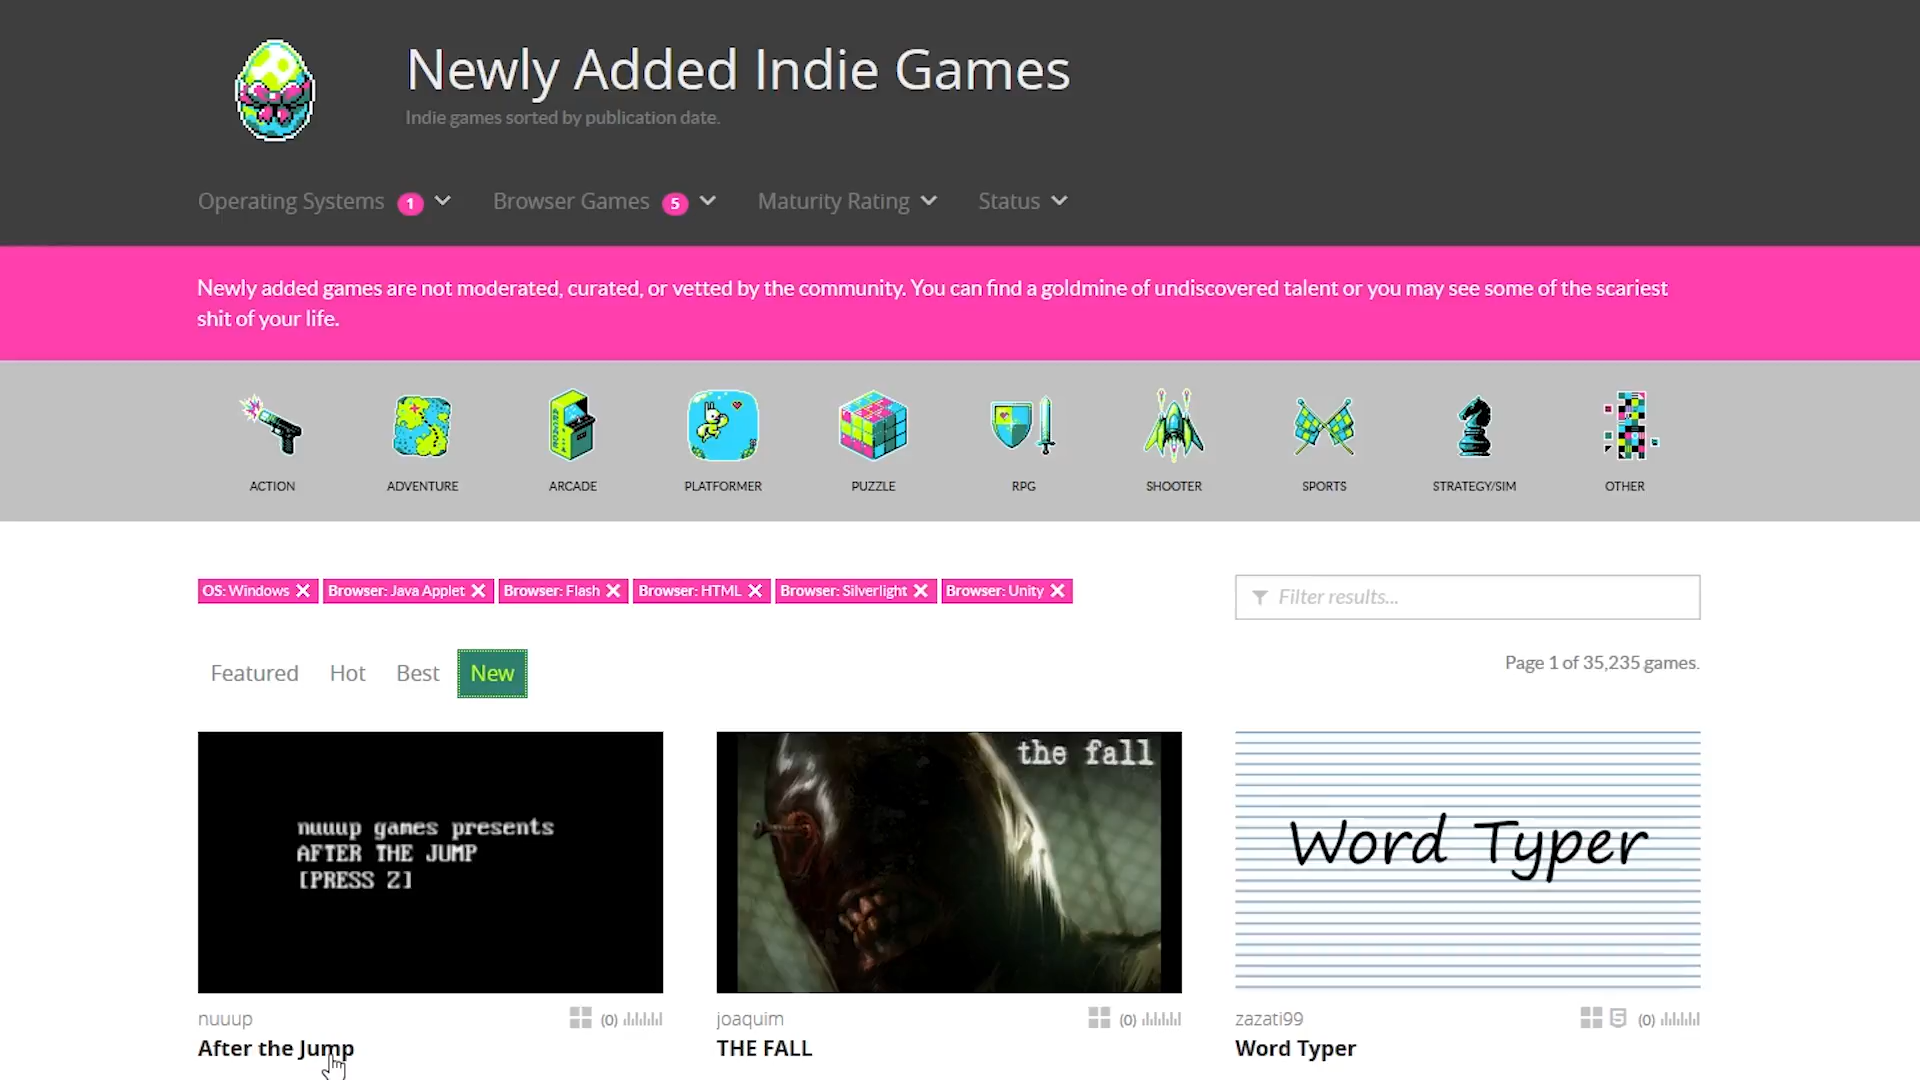 Newly Added Indie Games
Indie games sorted by publication date.
Operating Systems 1 Browser Games 5 Maturity Rating Status
Newly added games are not moderated, curated, or vetted by the community. You can find a goldmine of undiscovered talent or you may see some of the scariest
shit of your life.
ACTION ADVENTURE ARCADE PLATFORMER PUZZLE RPG SHOOTER SPORTS STRATEGY/SIM OTHER
OS: Windows Browser: Java Applet Browser: Flash Browser: HTML Browser: Silverlight Browser: Unity
Filter results...
Featured Hot Best New
Page 1 of 35,235 games.
nuuup games presents
AFTER THE JUMP
[PRESS Z]
the fall
Word Typer
nuuup (0)
After the Jump
joaquim (0)
THE FALL
zazati99 (0)
Word Typer